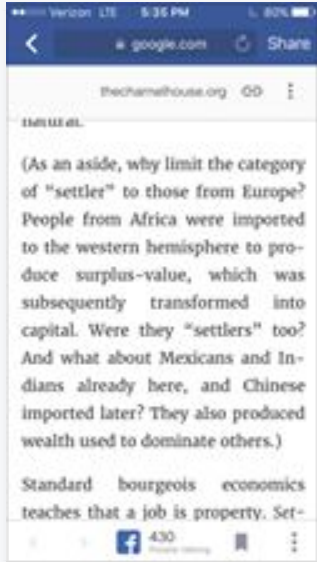 Verizon LTE 5:35 PM 80%
google.com Share
thecharnelhouse.org
natural.
(As an aside, why limit the category
of “settler” to those from Europe?
People from Africa were imported
to the western hemisphere to pro-
duce surplus-value, which was
subsequently transformed into
capital. Were they “settlers” too?
And what about Mexicans and In-
dians already here, and Chinese
imported later? They also produced
wealth used to dominate others.)
Standard bourgeois economics
teaches that a job is property. Set-
430